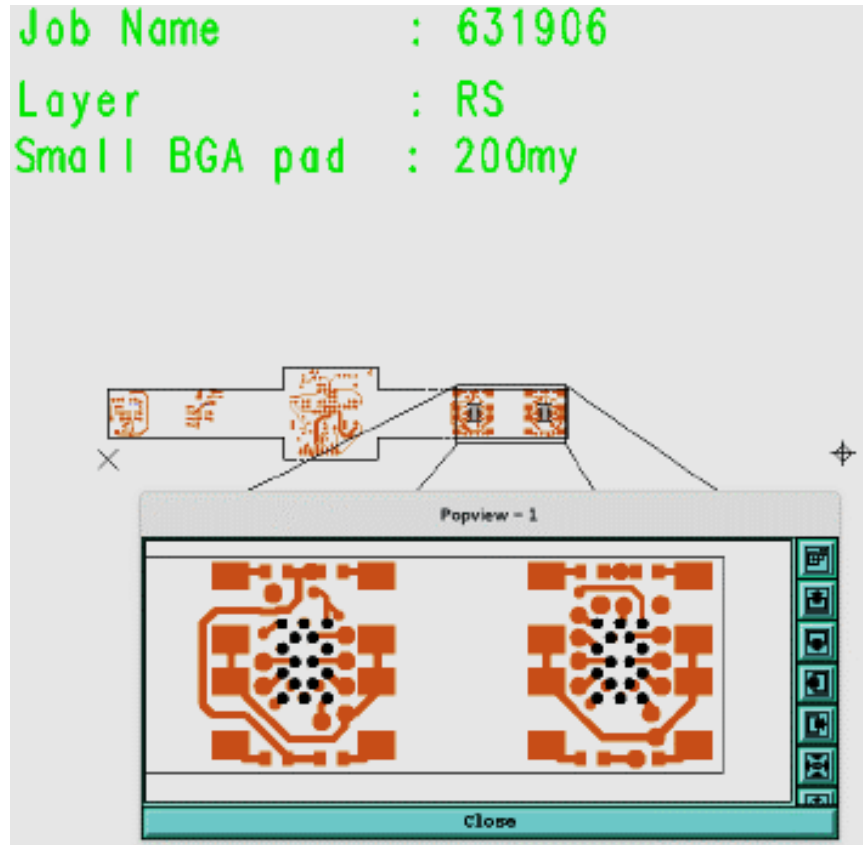 Job Name : 631906
Layer : RS
Small BGA pad : 200my
Popview - 1
Close